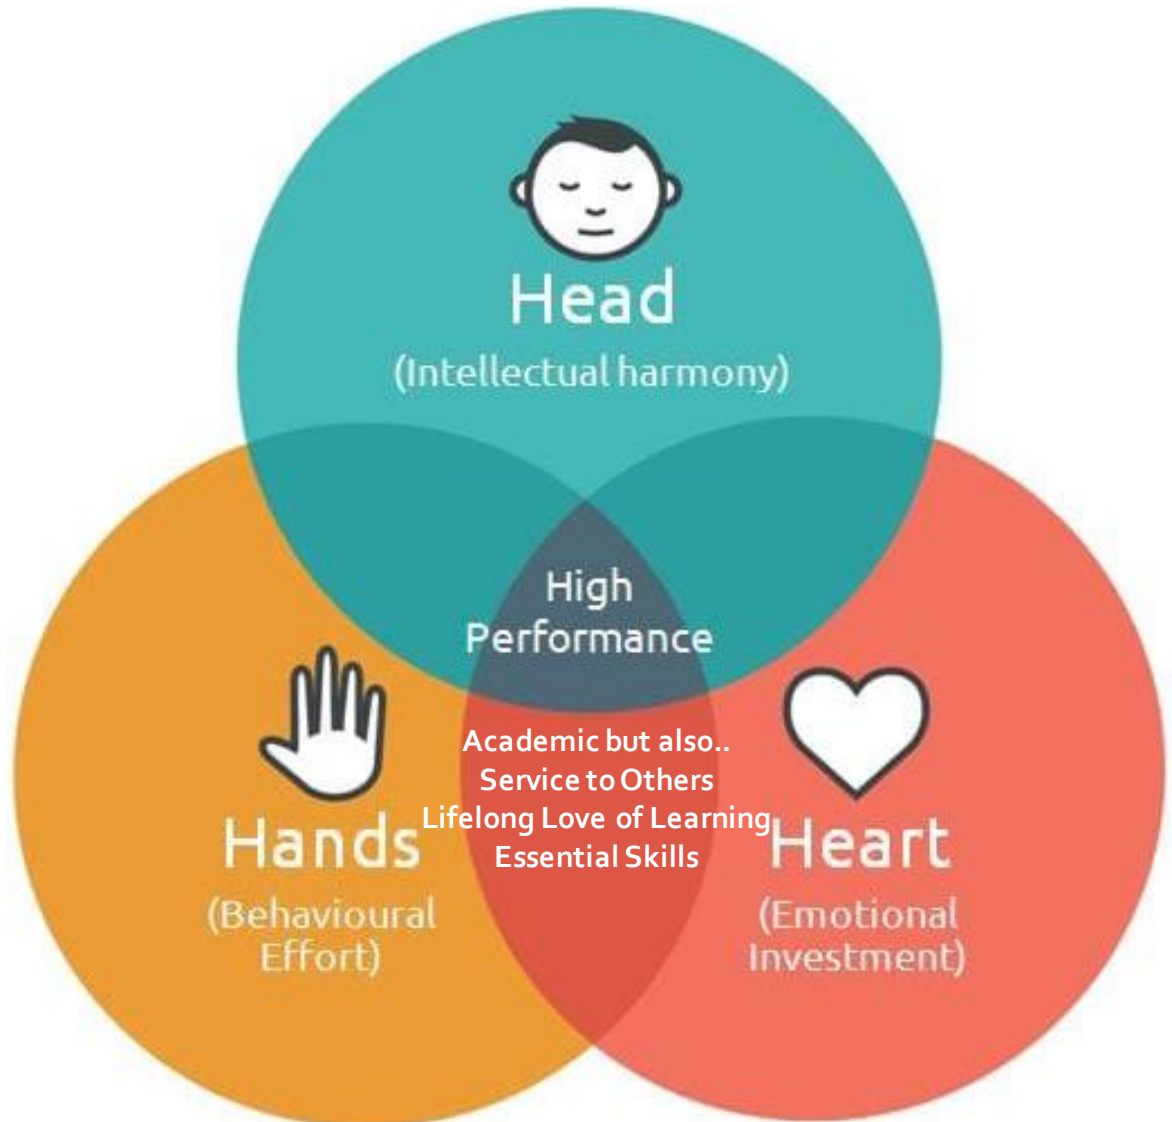 Head
(Intellectual harmony)
High
Performance
Academic but also..
Service to Others
Lifelong Love of Learning
Essential Skills
Hands
(Behavioural
Effort)
Heart
(Emotional
Investment)